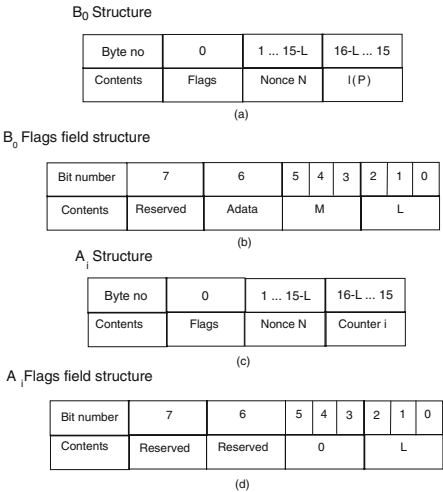 B0 Structure
Byte no 0 1 ... 15-L 16-L ... 15
Contents Flags Nonce N l(P)
(a)
B0 Flags field structure
Bit number 7 6 5 4 3 2 1 0
Contents Reserved Adata M L
(b)
Ai Structure
Byte no 0 1 ... 15-L 16-L ... 15
Contents Flags Nonce N Counter i
(c)
A i Flags field structure
Bit number 7 6 5 4 3 2 1 0
Contents Reserved Reserved 0 L
(d)